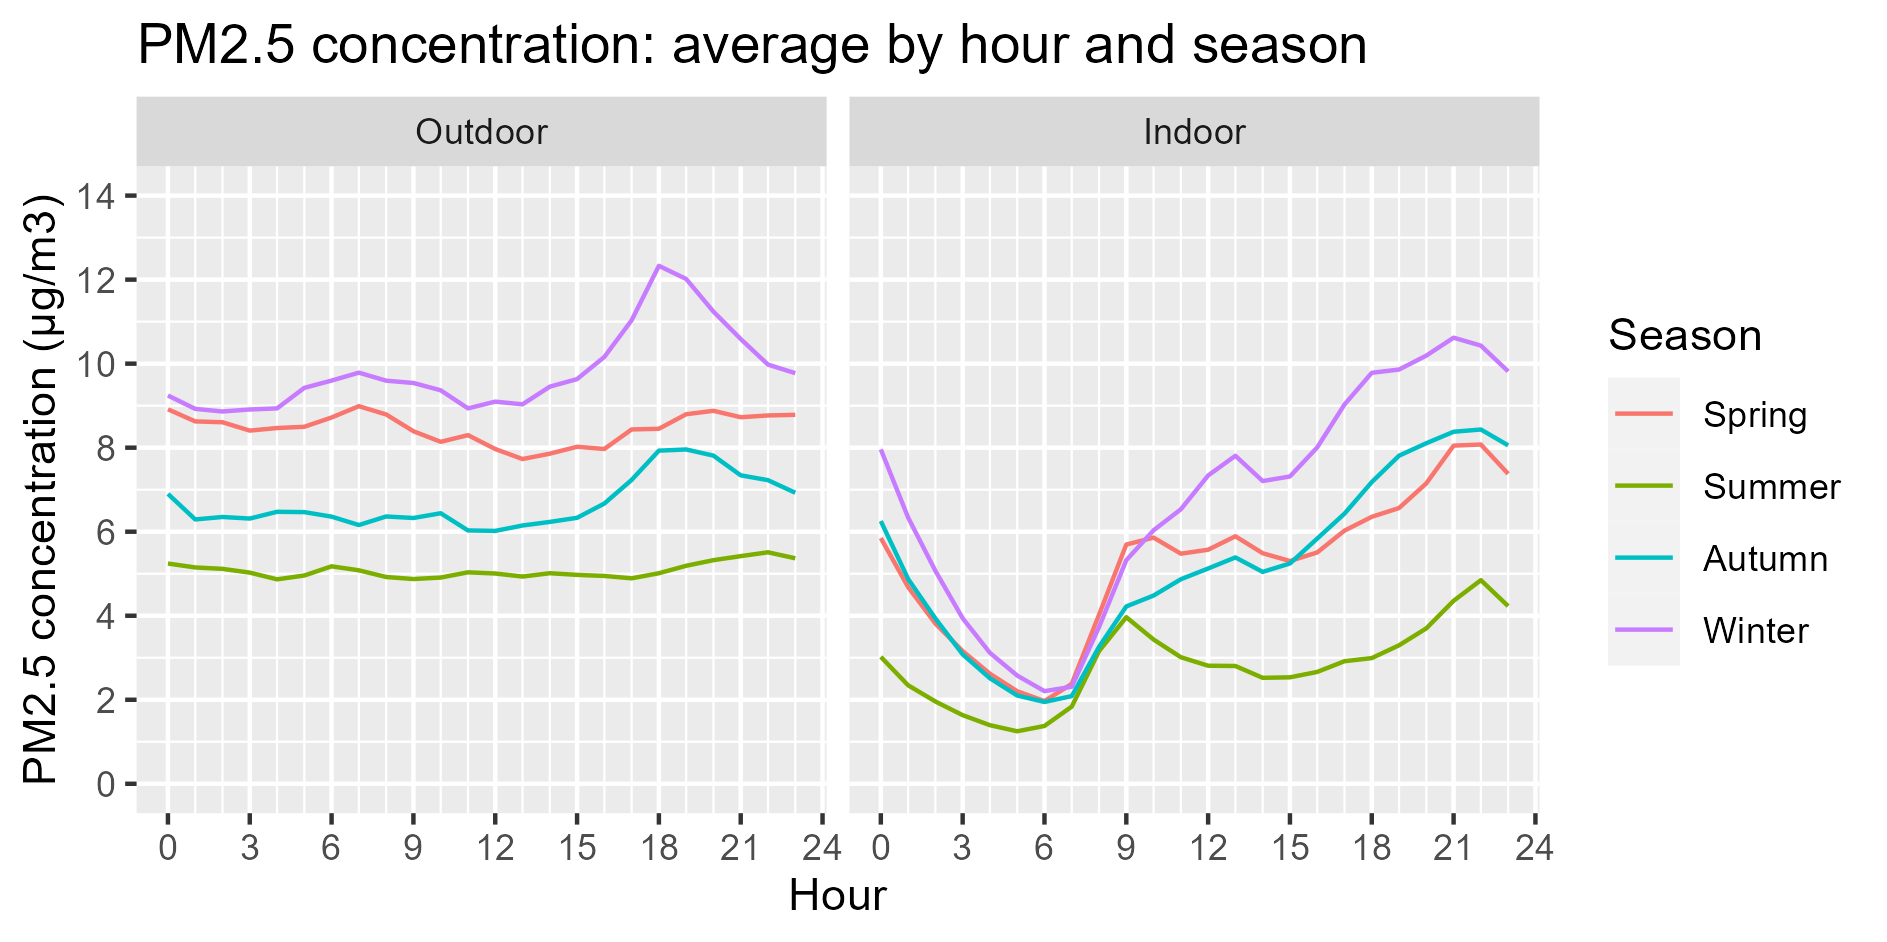 PM2.5 concentration: average by hour and season
Outdoor
Indoor
PM2.5 concentration (µg/m3)
14
12
10
8
6
4
2
0
0 3 6 9 12 15 18 21 24
0 3 6 9 12 15 18 21 24
Hour
Season
Spring
Summer
Autumn
Winter